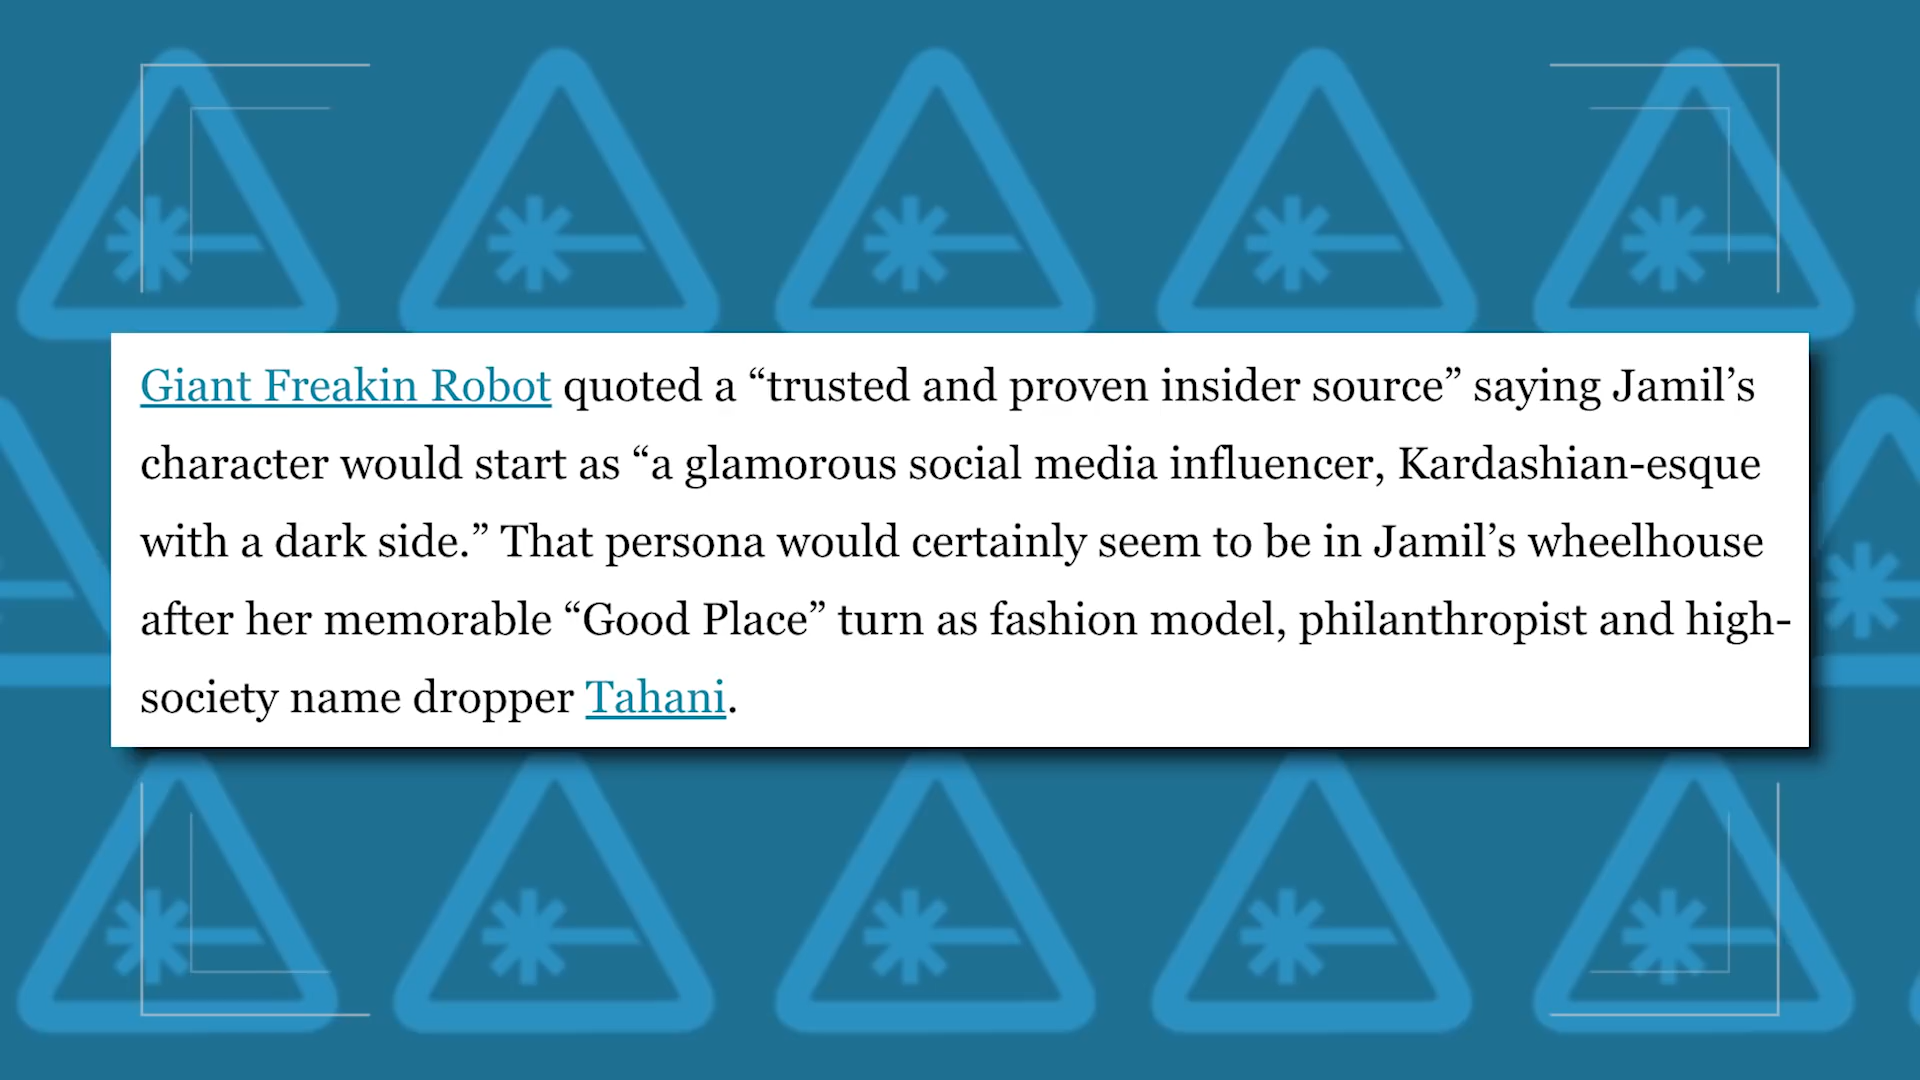 Giant Freakin Robot quoted a “trusted and proven insider source” saying Jamil’s
character would start as “a glamorous social media influencer, Kardashian-esque
with a dark side.” That persona would certainly seem to be in Jamil’s wheelhouse
after her memorable “Good Place” turn as fashion model, philanthropist and high-
society name dropper Tahani.